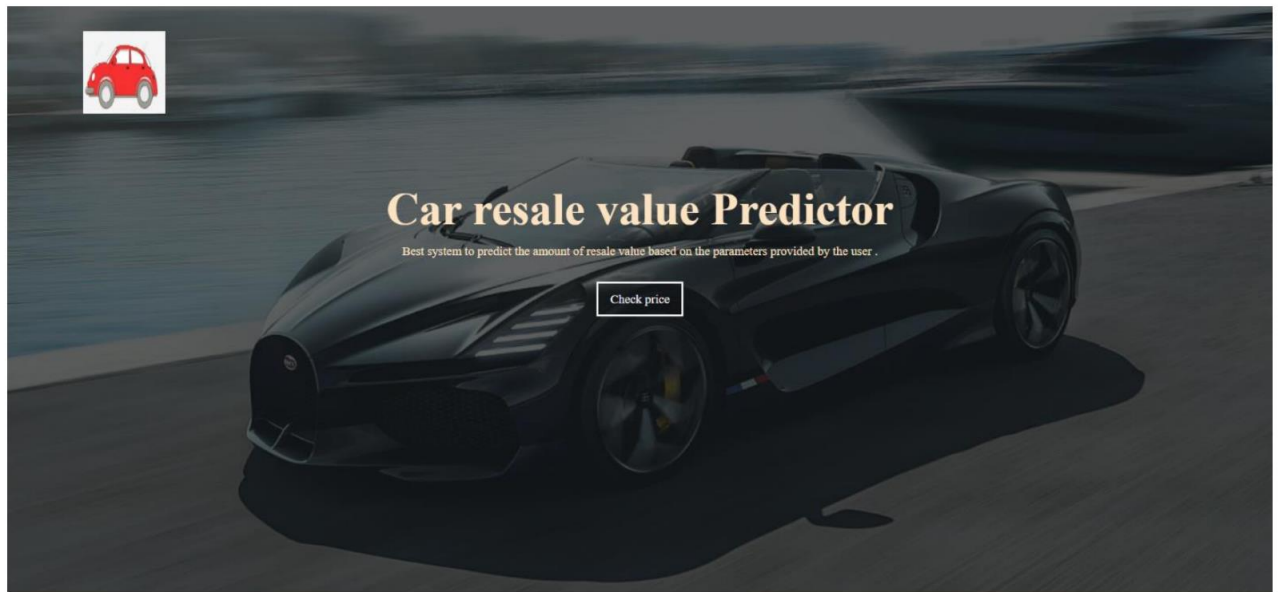 Car resale value Predictor
Best system to predict the amount of resale value based on the parameters provided by the user .
Check price